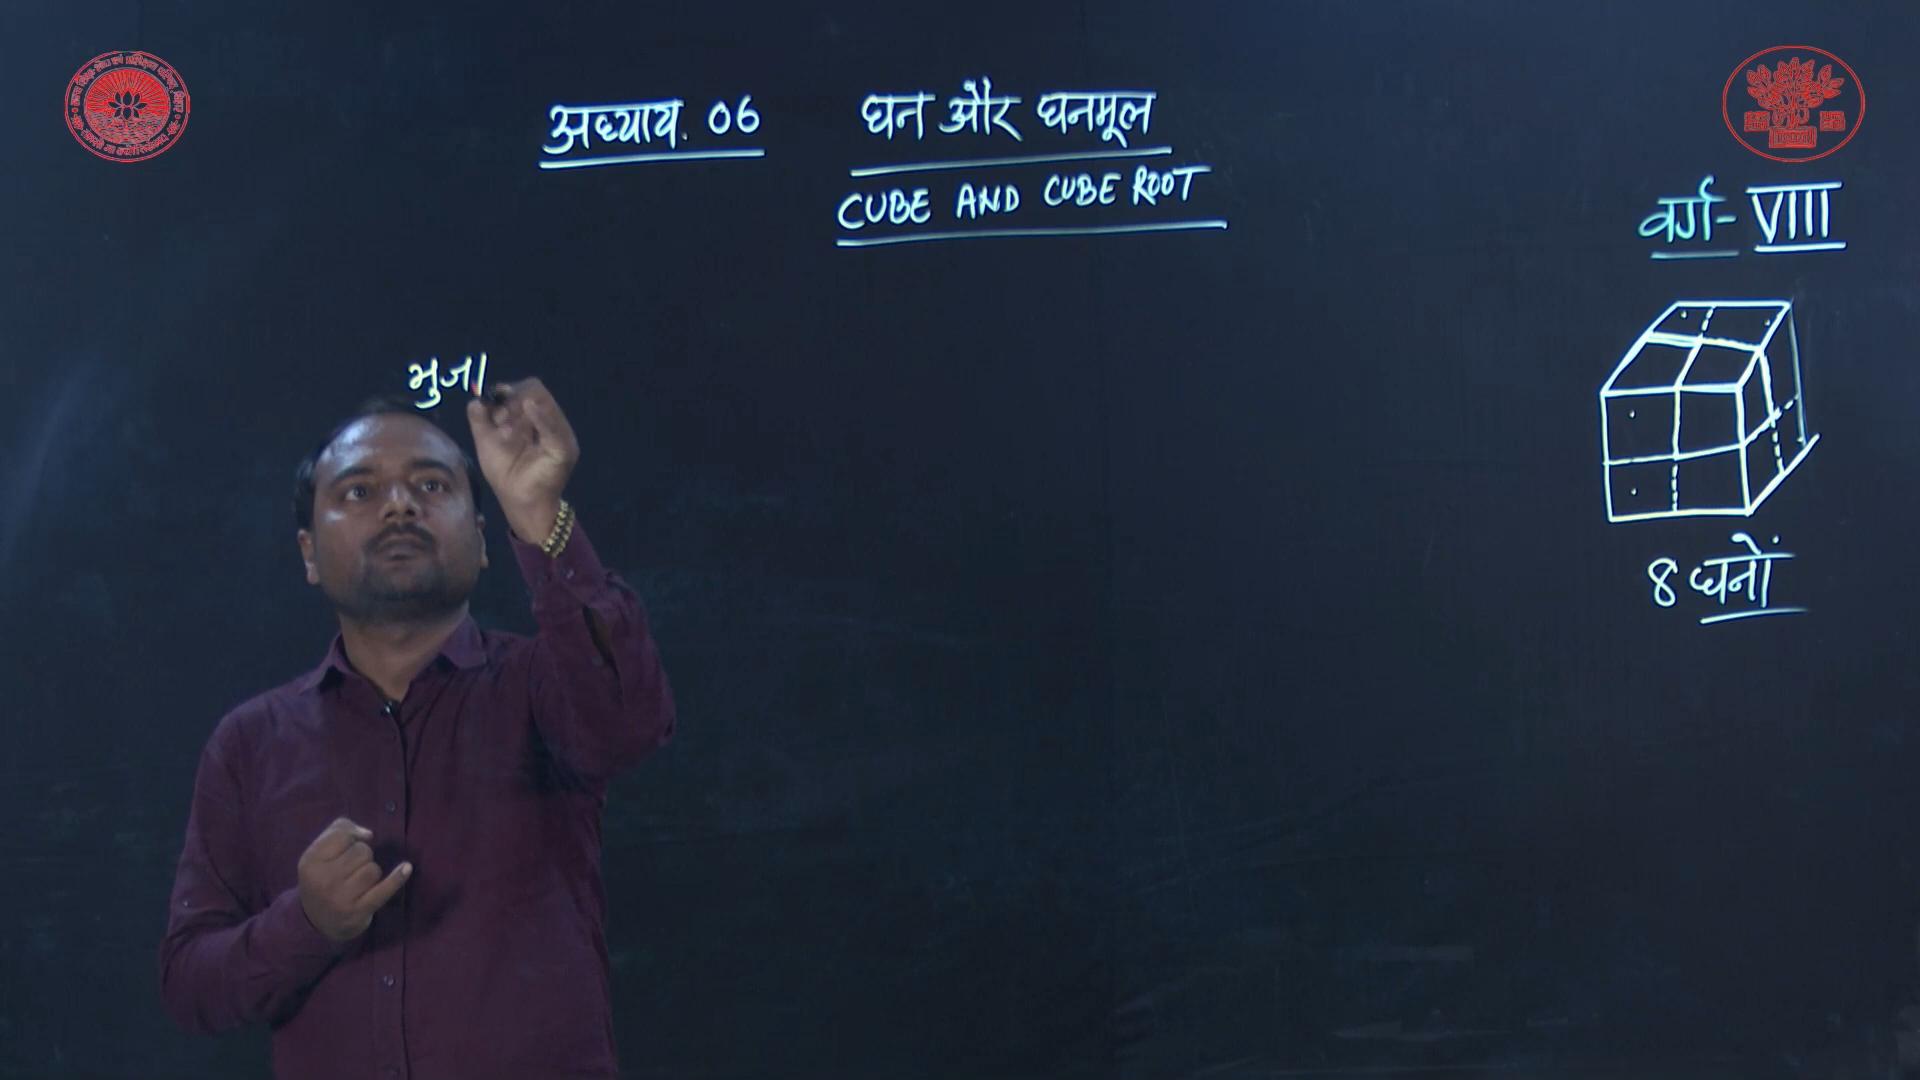 अध्याय. 06 घन और घनमूल
CUBE AND CUBE ROOT
वर्ग- VIII
भुजा
8 घनों